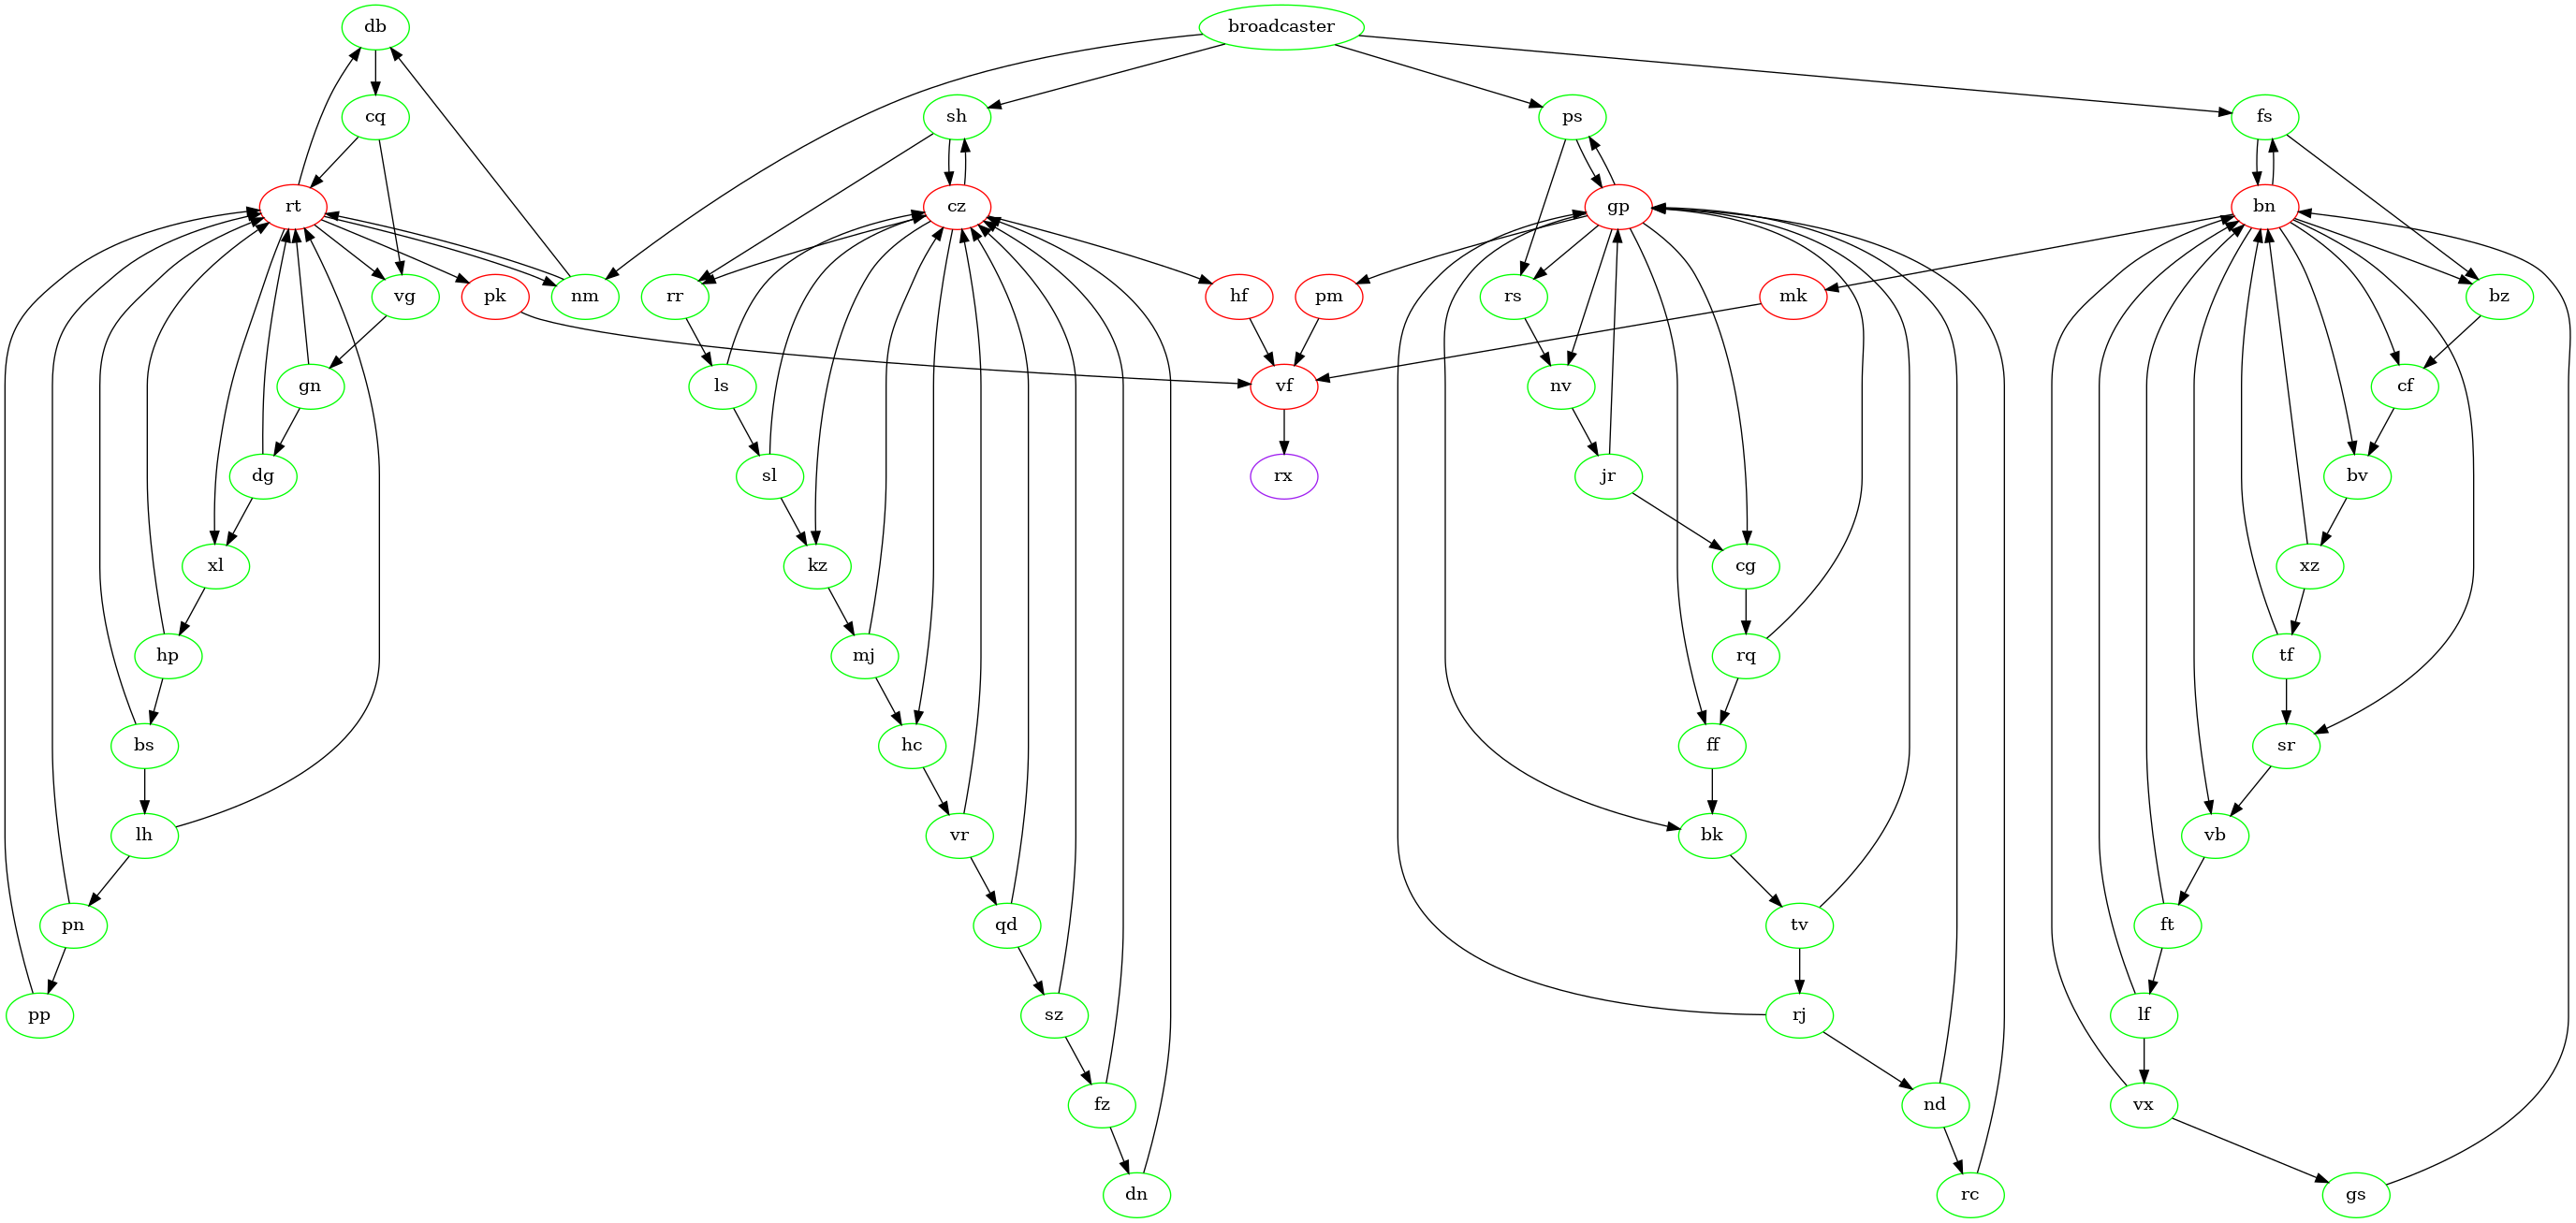 db
broadcaster
cq
sh
ps
fs
rt
cz
gp
bn
vg
pk
nm
rr
hf
pm
rs
mk
bz
gn
ls
vf
nv
cf
dg
sl
rx
jr
bv
xl
kz
cg
xz
hp
mj
rq
tf
bs
hc
ff
sr
lh
vr
bk
vb
pn
qd
tv
ft
pp
sz
rj
lf
fz
nd
vx
dn
rc
gs